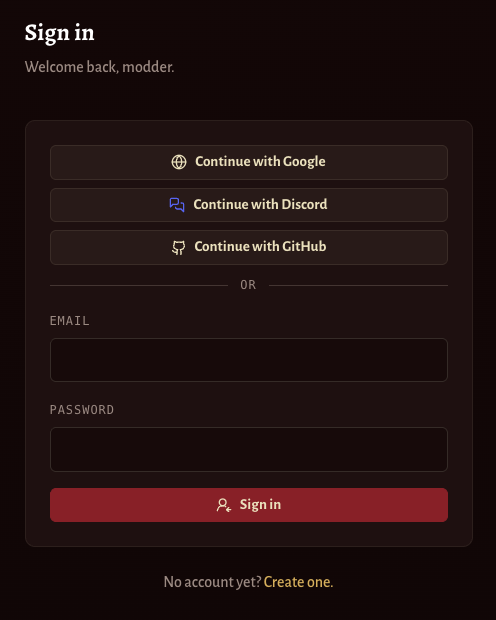 Sign in
Welcome back, modder.
Continue with Google
Continue with Discord
Continue with GitHub
OR
EMAIL
PASSWORD
Sign in
No account yet? Create one.